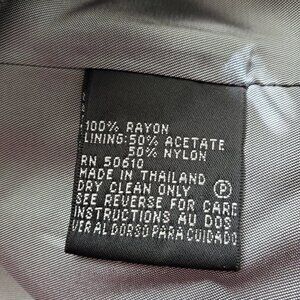 100% RAYON
LINING:50% ACETATE
50% NYLON
RN 50610
MADE IN THAILAND
DRY CLEAN ONLY Ⓟ
SEE REVERSE FOR CARE
INSTRUCTIONS AU DOS
VER AL DORSO PARA CUIDADO